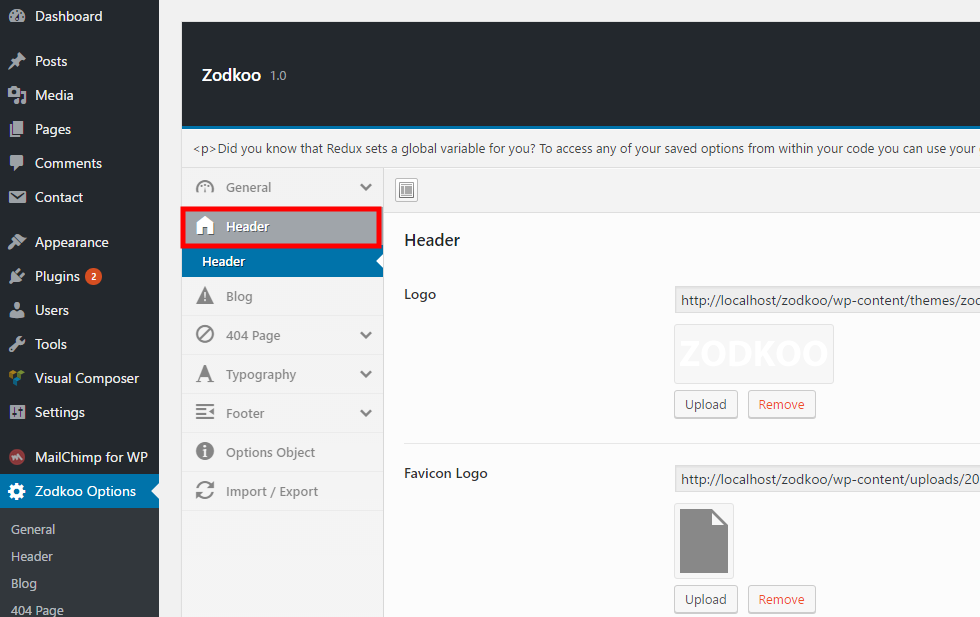 Dashboard
Posts
Media
Pages
Comments
Contact
Appearance
Plugins 2
Users
Tools
Visual Composer
Settings
MailChimp for WP
Zodkoo Options
General
Header
Blog
404 Page
Zodkoo 1.0
<p>Did you know that Redux sets a global variable for you? To access any of your saved options from within your code you can use your
General
Header
Header
Blog
404 Page
Typography
Footer
Options Object
Import / Export
Header
Logo
http://localhost/zodkoo/wp-content/themes/zoo
ZODKOO
Upload Remove
Favicon Logo
http://localhost/zodkoo/wp-content/uploads/20
Upload Remove